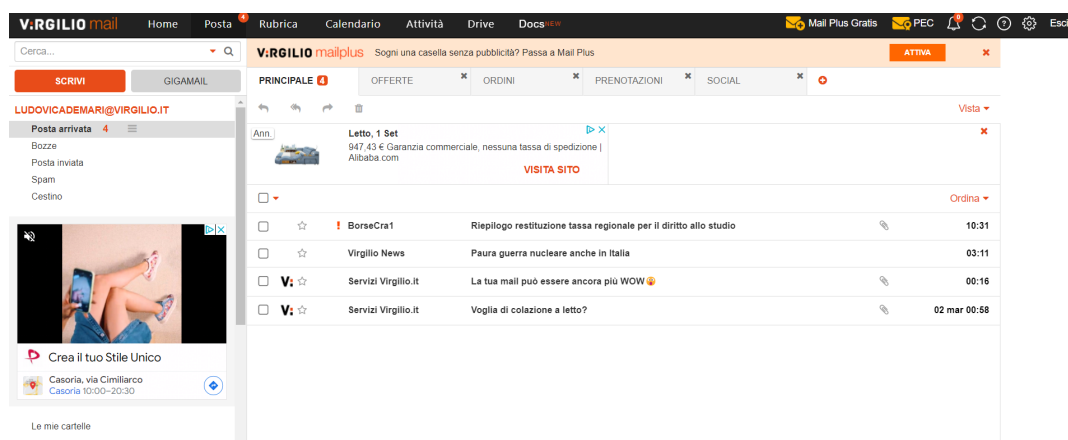 V:RGILIO mail Home Posta 4 Rubrica Calendario Attività Drive Docs NEW Mail Plus Gratis PEC Esci
Cerca...
V:RGILIO mailplus Sogni una casella senza pubblicità? Passa a Mail Plus ATTIVA
SCRIVI GIGAMAIL
PRINCIPALE 4 OFFERTE ORDINI PRENOTAZIONI SOCIAL
LUDOVICADEMARI@VIRGILIO.IT
Posta arrivata 4
Bozze
Posta inviata
Spam
Cestino
Vista
Ann.
Letto, 1 Set
947,43 € Garanzia commerciale, nessuna tassa di spedizione |
Alibaba.com
VISITA SITO
Ordina
BorseCra1 Riepilogo restituzione tassa regionale per il diritto allo studio 10:31
Virgilio News Paura guerra nucleare anche in Italia 03:11
V: Servizi Virgilio.it La tua mail può essere ancora più WOW😱 00:16
V: Servizi Virgilio.it Voglia di colazione a letto? 02 mar 00:58
Crea il tuo Stile Unico
Casoria, via Cimiliarco
Casoria 10:00–20:30
Le mie cartelle